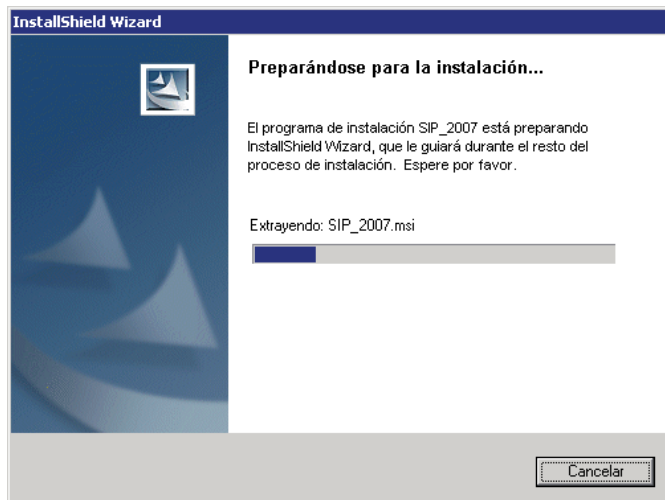 InstallShield Wizard
Preparándose para la instalación...
El programa de instalación SIP_2007 está preparando
InstallShield Wizard, que le guiará durante el resto del
proceso de instalación. Espere por favor.
Extrayendo: SIP_2007.msi
Cancelar